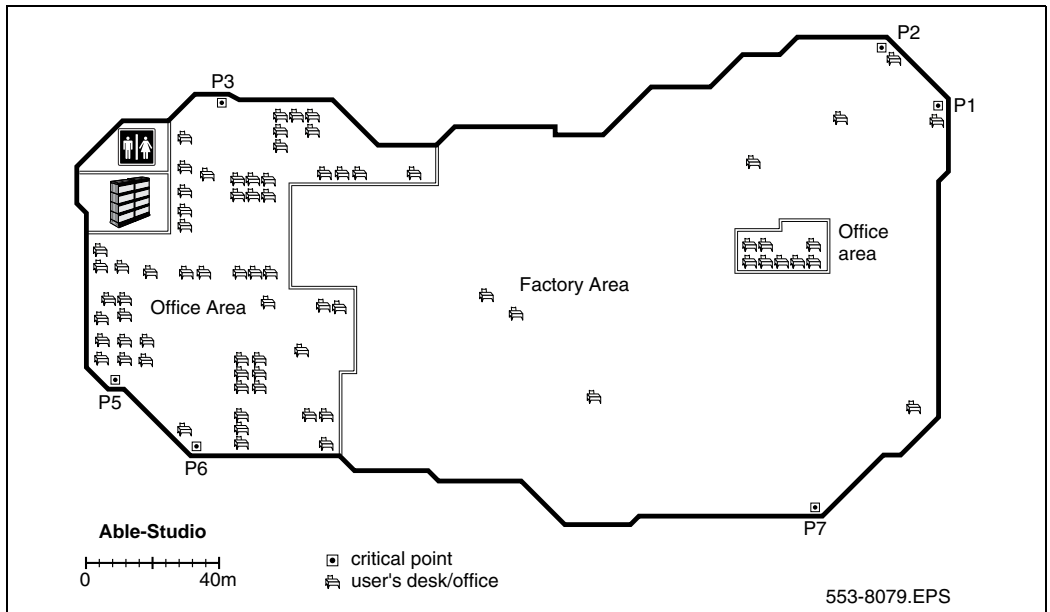 P2
P3
P1
Office
area
Factory Area
Office Area
P5
P6
P7
Able-Studio
critical point
0
40m
user's desk/office
553-8079.EPS